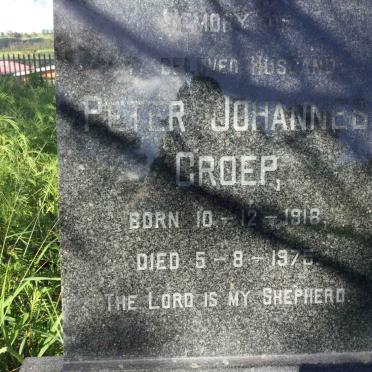 MEMORY OF
BELOVED HUSBAND
PETER JOHANNES
GROEP,
BORN 10-12-1918.
DIED 5-8-
THE LORD IS MY SHEPHERD.